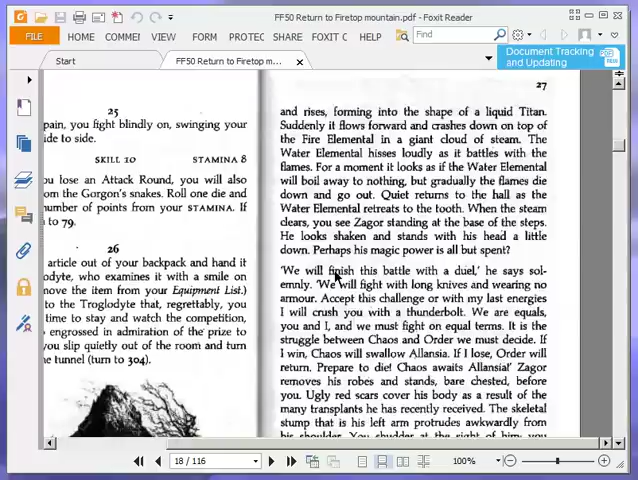 FF50 Return to Firetop mountain.pdf - Foxit Reader
FILE HOME COMMEI VIEW FORM PROTEC SHARE FOXIT C HELP Find
Start
FF50 Return to Firetop m...
Document Tracking
and Updating
25
pain, you fight blindly on, swinging your
ide to side.
SKILL 10 STAMINA 8
ou lose an Attack Round, you will also
om the Gorgon's snakes. Roll one die and
number of points from your STAMINA. If
to 79.
26
article out of your backpack and hand it
odyte, who examines it with a smile on
move the item from your Equipment List.)
to the Troglodyte that, regrettably, you
time to stay and watch the competition,
engrossed in admiration of the prize to
you slip quietly out of the room and turn
he tunnel (turn to 304).
27
and rises, forming into the shape of a liquid Titan.
Suddenly it flows forward and crashes down on top of
the Fire Elemental in a giant cloud of steam. The
Water Elemental hisses loudly as it battles with the
flames. For a moment it looks as if the Water Elemental
will boil away to nothing, but gradually the flames die
down and go out. Quiet returns to the hall as the
Water Elemental retreats to the tooth. When the steam
clears, you see Zagor standing at the base of the steps.
He looks shaken and stands with his head a little
down. Perhaps his magic power is all but spent?
'We will finish this battle with a duel,' he says sol-
emnly. 'We will fight with long knives and wearing no
armour. Accept this challenge or with my last energies
I will crush you with a thunderbolt. We are equals,
you and I, and we must fight on equal terms. It is the
struggle between Chaos and Order we must decide. If
I win, Chaos will swallow Allansia. If I lose, Order will
return. Prepare to die! Chaos awaits Allansia!' Zagor
removes his robes and stands, bare chested, before
you. Ugly red scars cover his body as a result of the
many transplants he has recently received. The skeletal
stump that is his left arm protrudes awkwardly from
his shoulder. You shudder at the sight of him; you
18 / 116
100%